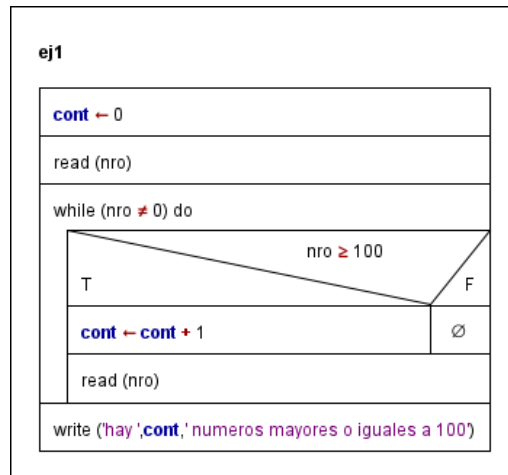 ej1
cont ← 0
read (nro)
while (nro ≠ 0) do
nro ≥ 100
T F
cont ← cont + 1 ∅
read (nro)
write ('hay ',cont,' numeros mayores o iguales a 100')